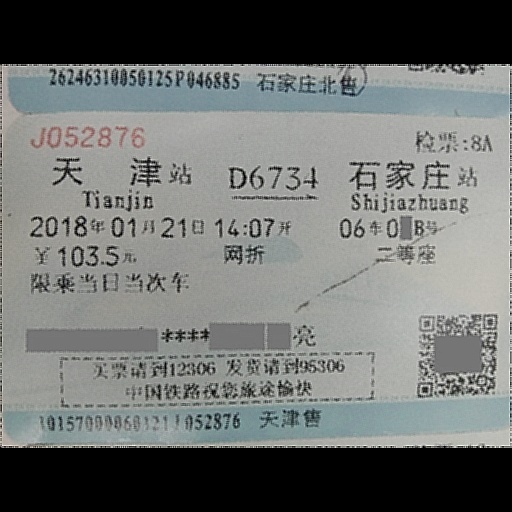 26246310050125P046885 石家庄北售
J052876 检票:8A
天 津站 D6734 石家庄站
Tianjin Shijiazhuang
2018年01月21日 14:07开 06车0 B号
￥103.5元 网折 二等座
限乘当日当次车
**** 亮
买票请到12306 发货请到95306
中国铁路祝您旅途愉快
10157000060121J052876 天津售